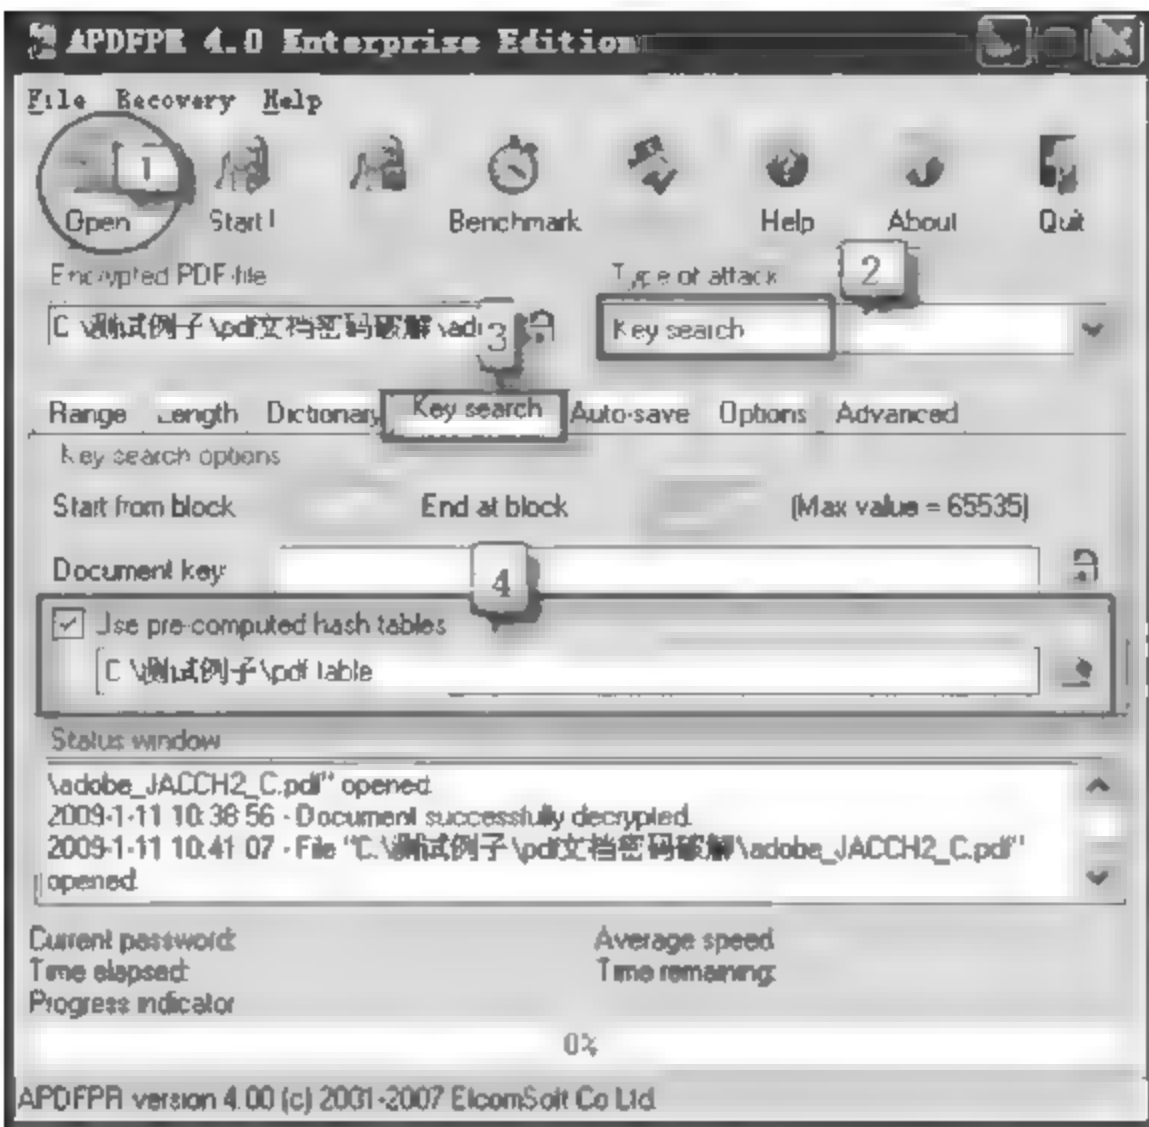 APDFPR 4.0 Enterprise Edition
File Recovery Help
1
Open Start! Benchmark Help About Quit
Encrypted PDF-file Type of attack 2
C:\测试例子\pdf文档密码破解\ad 3 Key search
Range Length Dictionary Key search Auto-save Options Advanced
Key search options
Start from block End at block (Max value = 65535)
Document key: 4
Use pre-computed hash tables
C:\测试例子\pdf table
Status window
\adobe_JACCH2_C.pdf" opened.
2009-1-11 10:38:56 - Document successfully decrypted.
2009-1-11 10:41:07 - File "C:\测试例子\pdf文档密码破解\adobe_JACCH2_C.pdf"
opened.
Current password: Average speed:
Time elapsed: Time remaining:
Progress indicator
0%
APDFPR version 4.00 (c) 2001-2007 ElcomSoft Co Ltd.